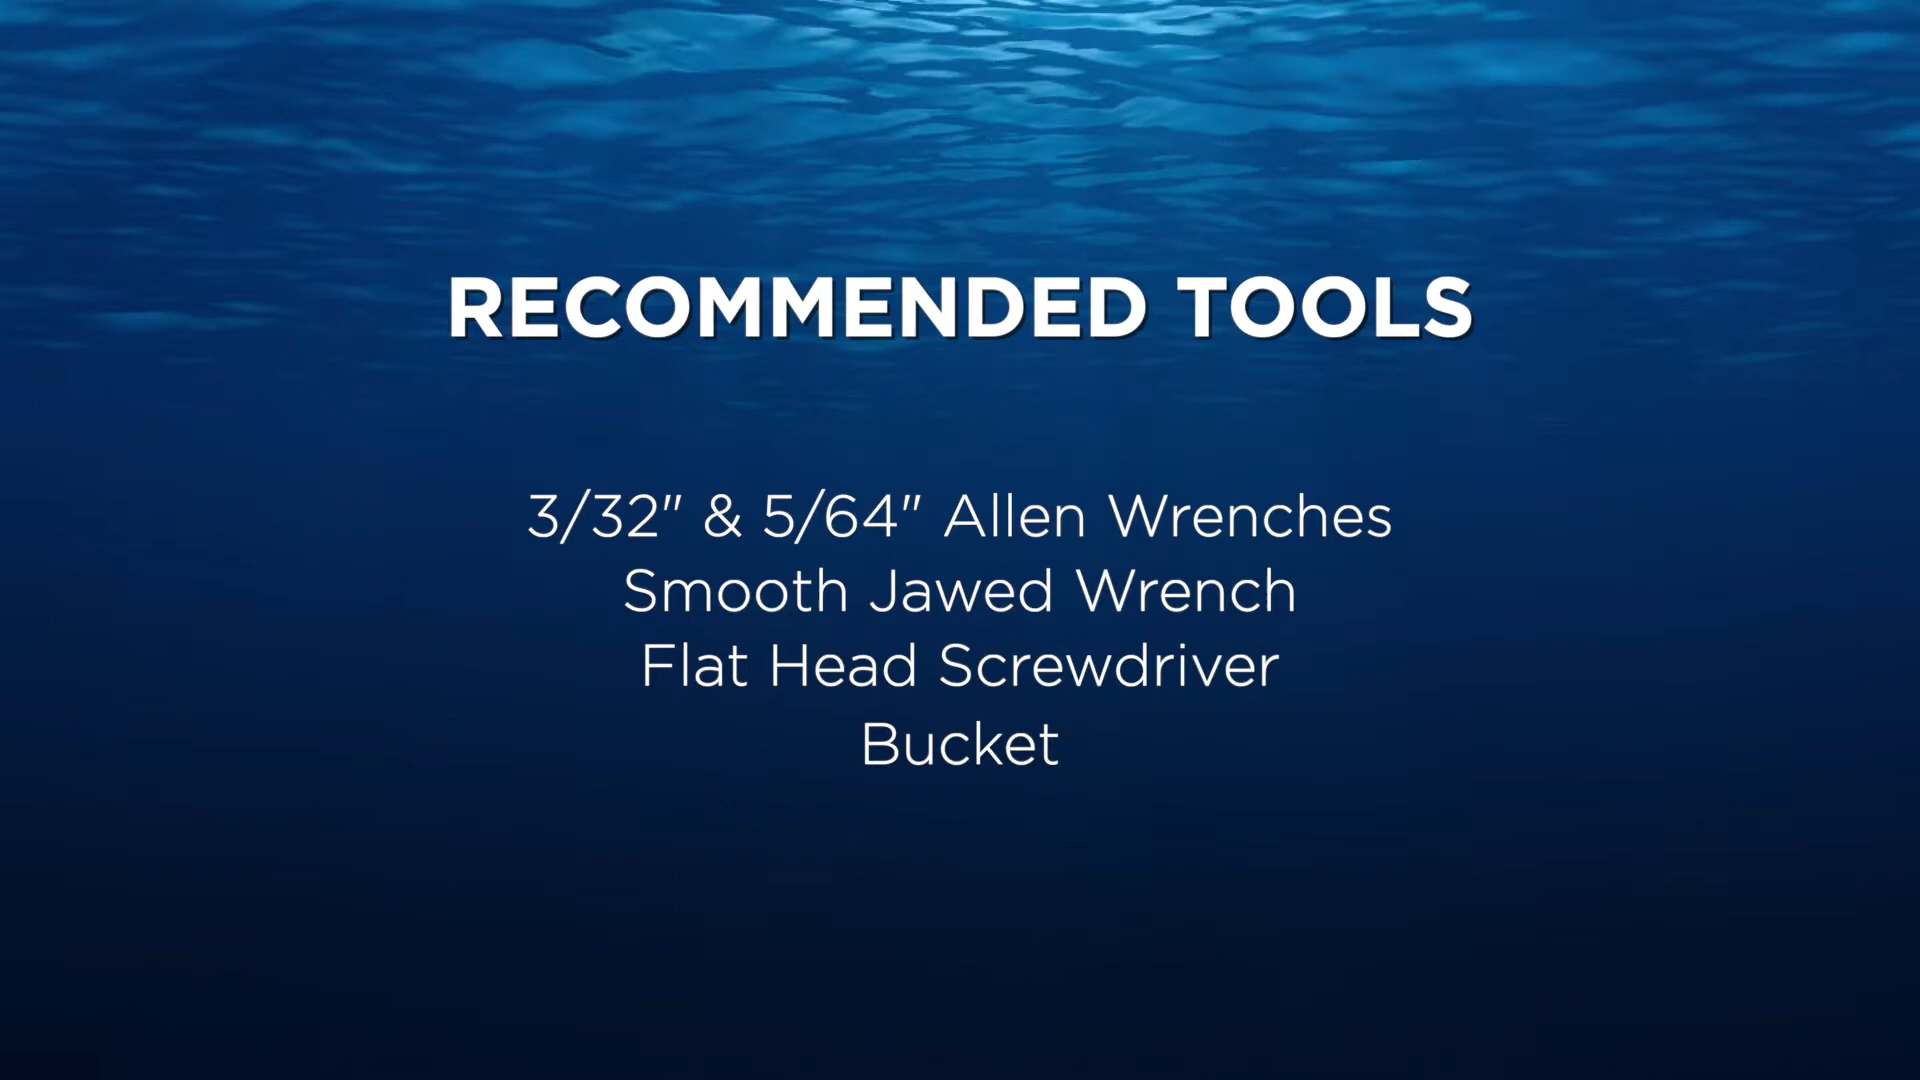 RECOMMENDED TOOLS
3/32" & 5/64" Allen Wrenches
Smooth Jawed Wrench
Flat Head Screwdriver
Bucket